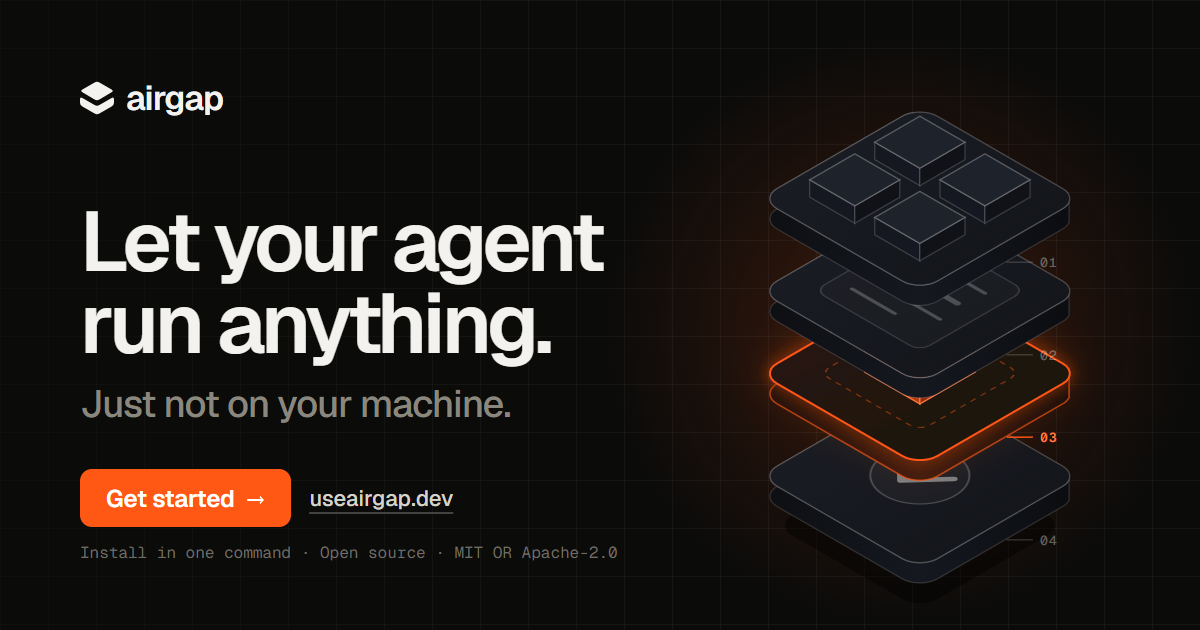 airgap
Let your agent
run anything.
Just not on your machine.
Get started →
useairgap.dev
Install in one command · Open source · MIT OR Apache-2.0
01
02
03
04